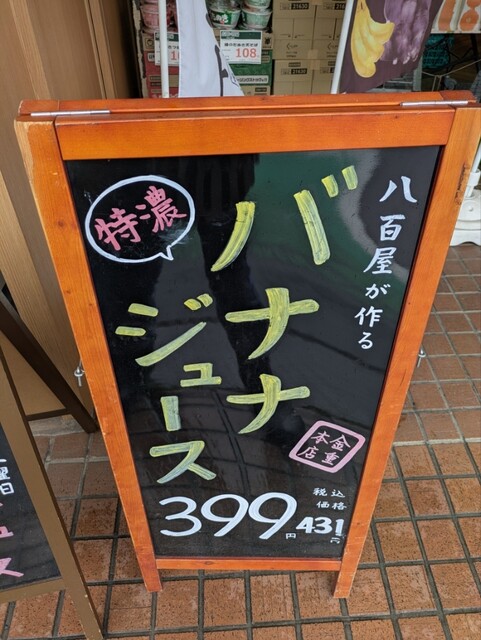 八百屋が作る
バナナ
ジュース
特濃
金重
本店
399円
税込
価格
431円
108